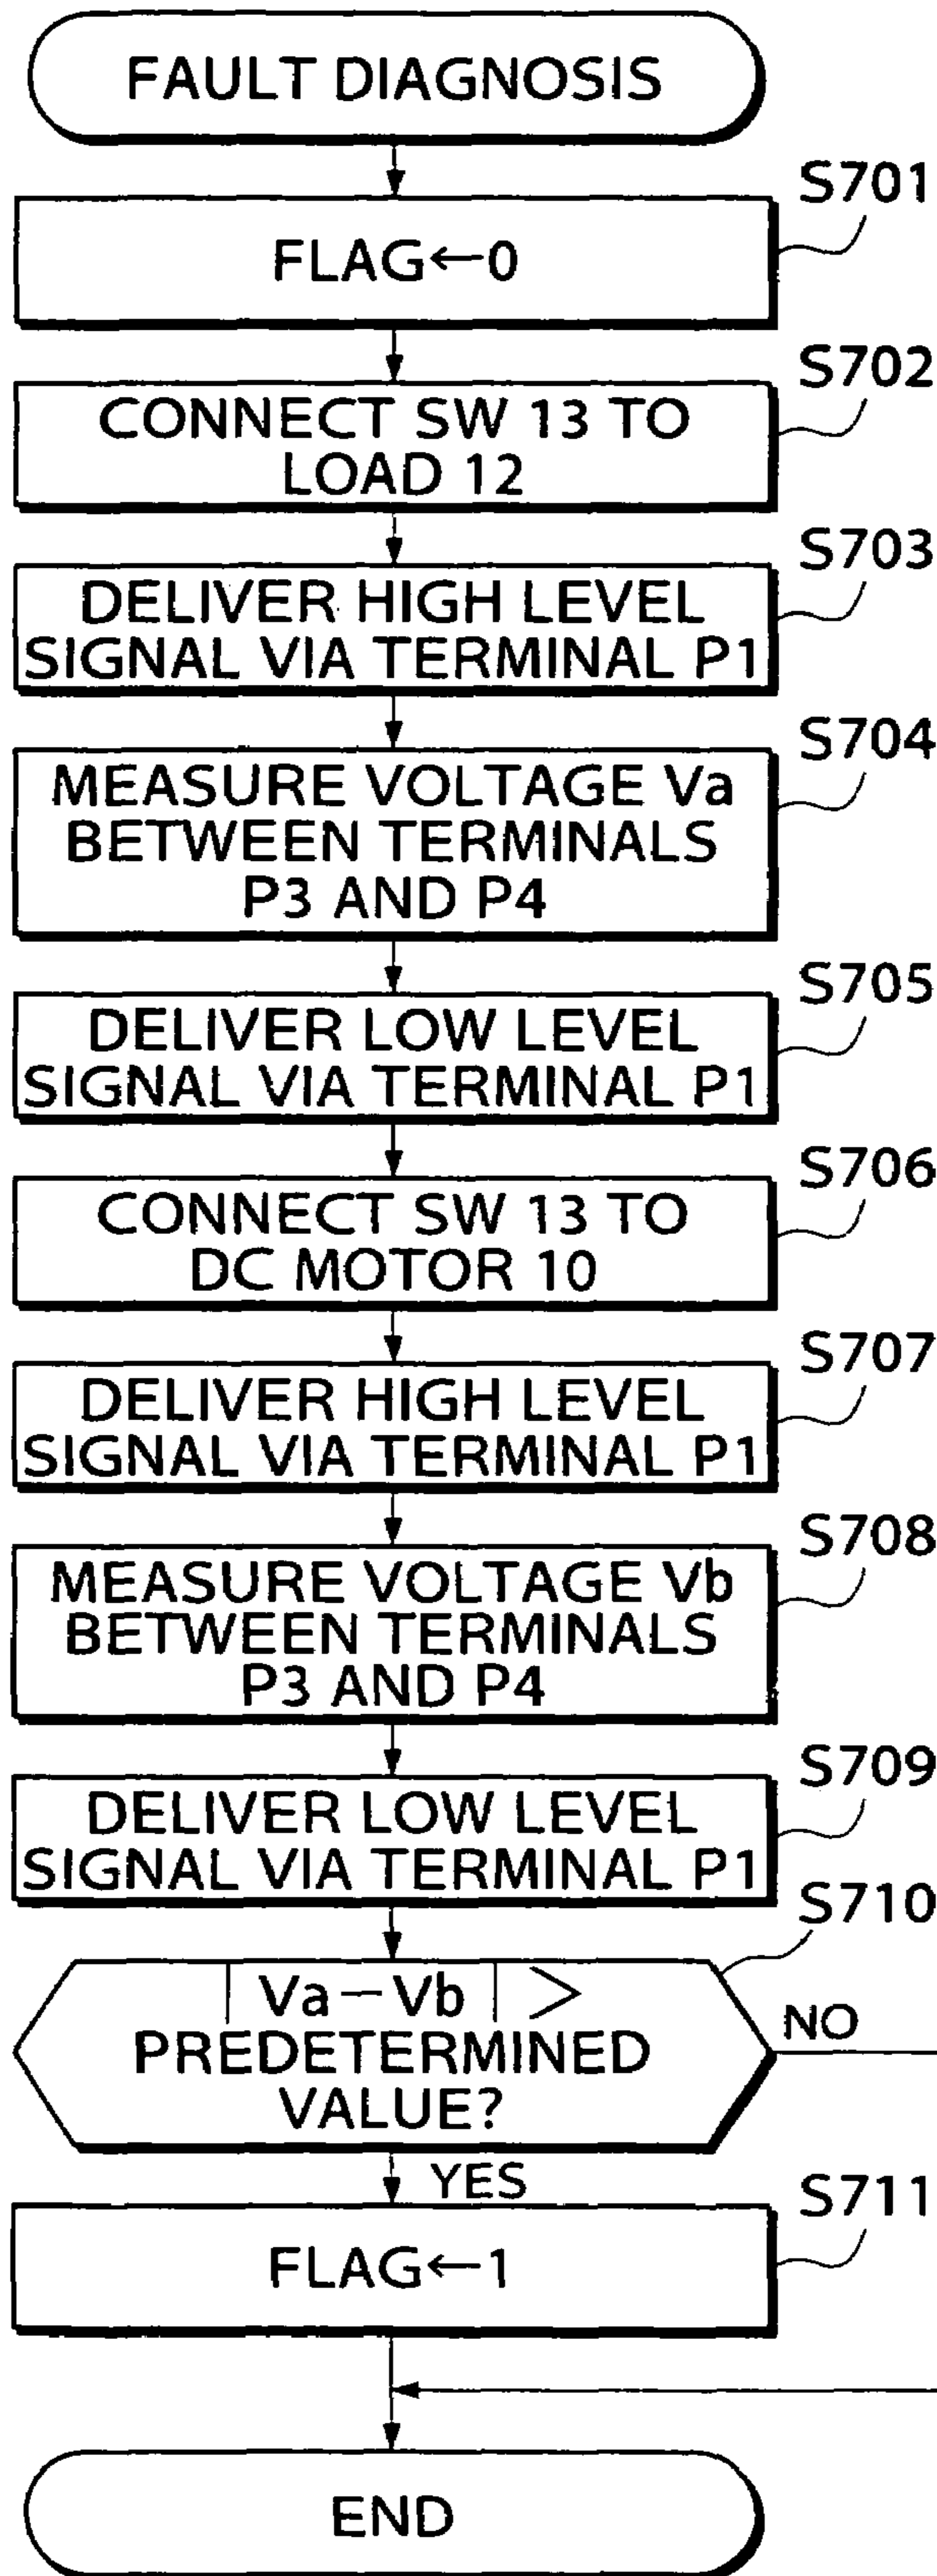 FAULT DIAGNOSIS
S701
FLAG←0
S702
CONNECT SW 13 TO
LOAD 12
S703
DELIVER HIGH LEVEL
SIGNAL VIA TERMINAL P1
S704
MEASURE VOLTAGE Va
BETWEEN TERMINALS
P3 AND P4
S705
DELIVER LOW LEVEL
SIGNAL VIA TERMINAL P1
S706
CONNECT SW 13 TO
DC MOTOR 10
S707
DELIVER HIGH LEVEL
SIGNAL VIA TERMINAL P1
S708
MEASURE VOLTAGE Vb
BETWEEN TERMINALS
P3 AND P4
S709
DELIVER LOW LEVEL
SIGNAL VIA TERMINAL P1
S710
| Va−Vb | >
PREDETERMINED
VALUE?
NO
YES
S711
FLAG←1
END